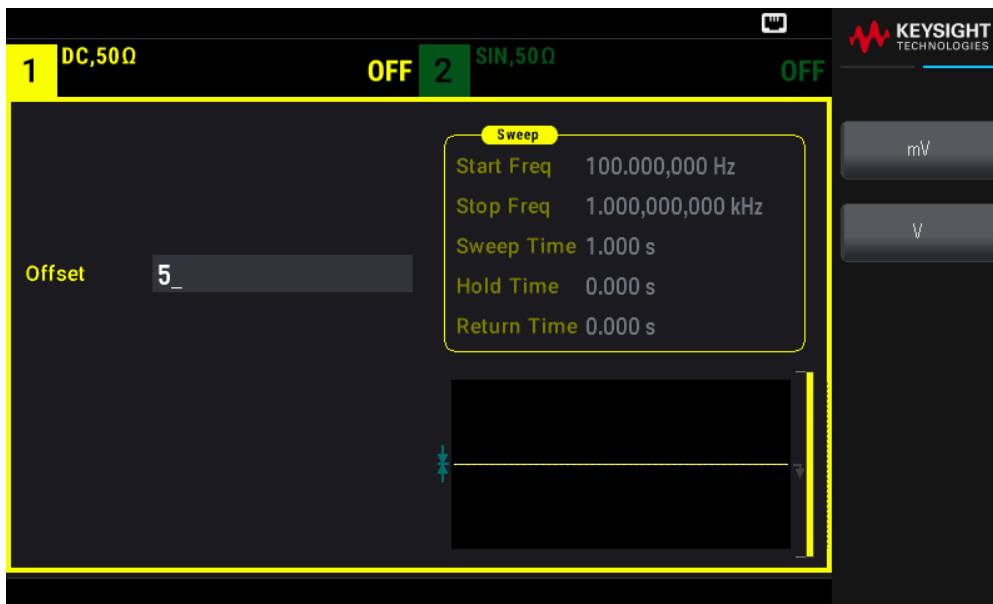 KEYSIGHT
TECHNOLOGIES
1 DC,50Ω OFF 2 SIN,50Ω OFF
Sweep
Start Freq 100.000,000 Hz
Stop Freq 1.000,000,000 kHz
Sweep Time 1.000 s
Hold Time 0.000 s
Return Time 0.000 s
Offset 5_
mV
V